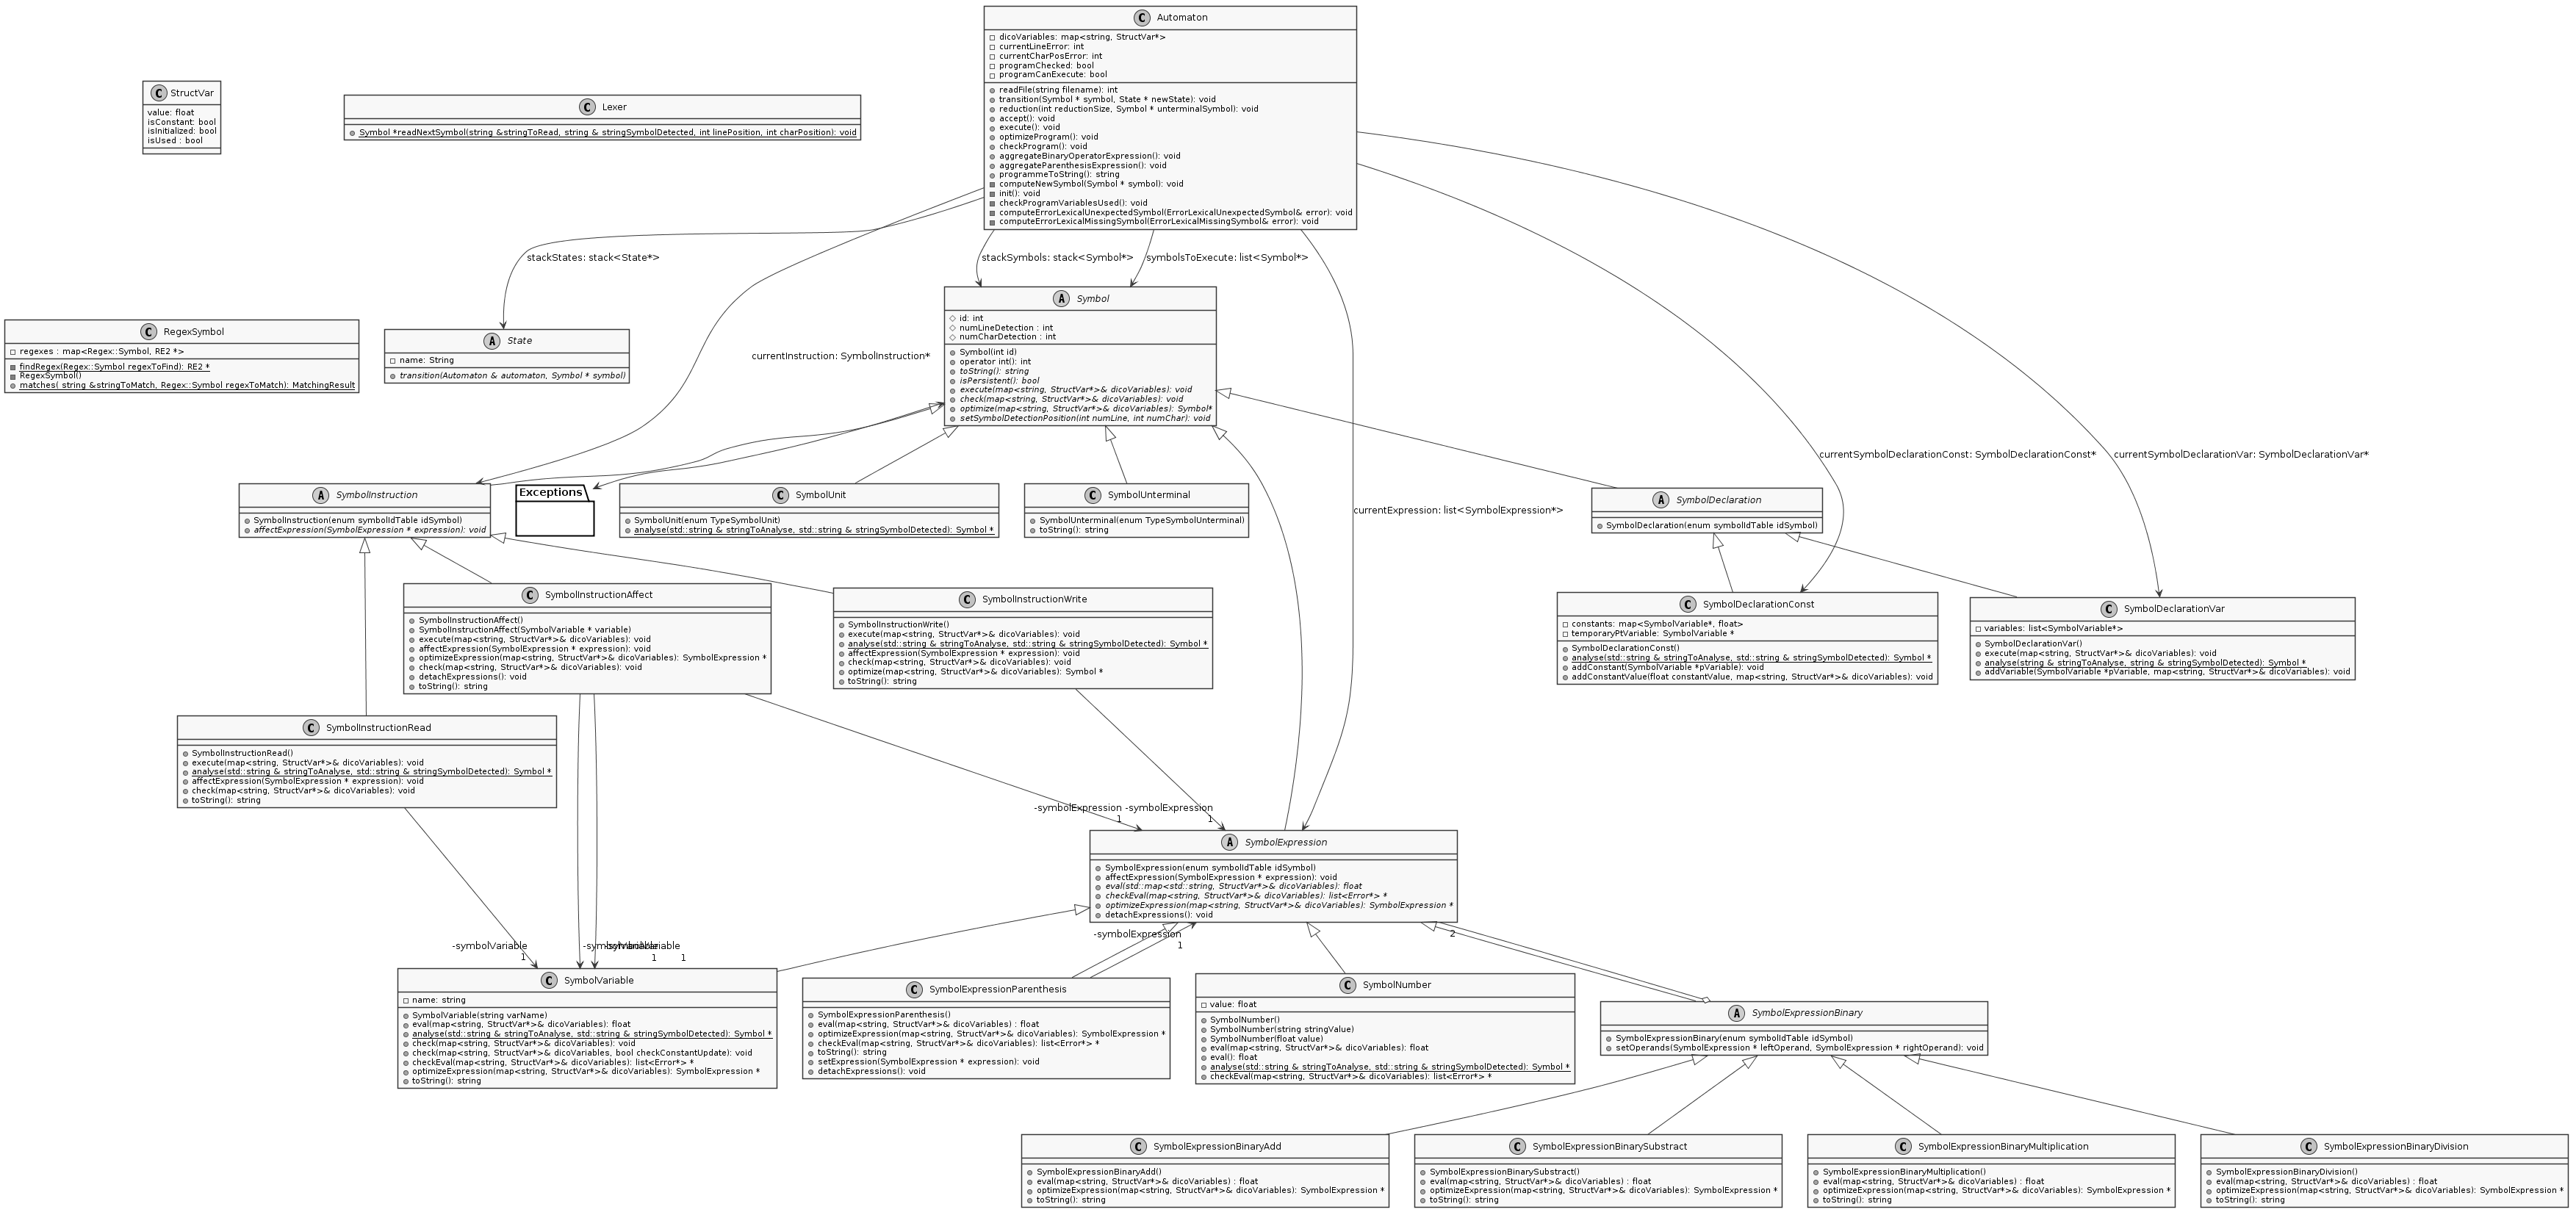 Automaton
dicoVariables: map<string, StructVar*>
currentLineError: int
currentCharPosError: int
programChecked: bool
programCanExecute: bool
readFile(string filename): int
transition(Symbol * symbol, State * newState): void
reduction(int reductionSize, Symbol * unterminalSymbol): void
accept(): void
execute(): void
optimizeProgram(): void
checkProgram(): void
aggregateBinaryOperatorExpression(): void
aggregateParenthesisExpression(): void
programmeToString(): string
computeNewSymbol(Symbol * symbol): void
init(): void
checkProgramVariablesUsed(): void
computeErrorLexicalUnexpectedSymbol(ErrorLexicalUnexpectedSymbol& error): void
computeErrorLexicalMissingSymbol(ErrorLexicalMissingSymbol& error): void
StructVar
value: float
isConstant: bool
isInitialized: bool
isUsed : bool
Lexer
Symbol *readNextSymbol(string &stringToRead, string & stringSymbolDetected, int linePosition, int charPosition): void
stackStates: stack<State*>
stackSymbols: stack<Symbol*>
symbolsToExecute: list<Symbol*>
RegexSymbol
regexes : map<Regex::Symbol, RE2 *>
findRegex(Regex::Symbol regexToFind): RE2 *
RegexSymbol()
matches( string &stringToMatch, Regex::Symbol regexToMatch): MatchingResult
State
name: String
transition(Automaton & automaton, Symbol * symbol)
currentInstruction: SymbolInstruction*
Symbol
id: int
numLineDetection : int
numCharDetection : int
Symbol(int id)
operator int(): int
toString(): string
isPersistent(): bool
execute(map<string, StructVar*>& dicoVariables): void
check(map<string, StructVar*>& dicoVariables): void
optimize(map<string, StructVar*>& dicoVariables): Symbol*
setSymbolDetectionPosition(int numLine, int numChar): void
currentSymbolDeclarationConst: SymbolDeclarationConst*
currentSymbolDeclarationVar: SymbolDeclarationVar*
currentExpression: list<SymbolExpression*>
SymbolInstruction
SymbolInstruction(enum symbolIdTable idSymbol)
affectExpression(SymbolExpression * expression): void
Exceptions
SymbolUnit
SymbolUnit(enum TypeSymbolUnit)
analyse(std::string & stringToAnalyse, std::string & stringSymbolDetected): Symbol *
SymbolUnterminal
SymbolUnterminal(enum TypeSymbolUnterminal)
toString(): string
SymbolDeclaration
SymbolDeclaration(enum symbolIdTable idSymbol)
SymbolInstructionAffect
SymbolInstructionAffect()
SymbolInstructionAffect(SymbolVariable * variable)
execute(map<string, StructVar*>& dicoVariables): void
affectExpression(SymbolExpression * expression): void
optimizeExpression(map<string, StructVar*>& dicoVariables): SymbolExpression *
check(map<string, StructVar*>& dicoVariables): void
detachExpressions(): void
toString(): string
SymbolInstructionWrite
SymbolInstructionWrite()
execute(map<string, StructVar*>& dicoVariables): void
analyse(std::string & stringToAnalyse, std::string & stringSymbolDetected): Symbol *
affectExpression(SymbolExpression * expression): void
check(map<string, StructVar*>& dicoVariables): void
optimize(map<string, StructVar*>& dicoVariables): Symbol *
toString(): string
SymbolDeclarationConst
constants: map<SymbolVariable*, float>
temporaryPtVariable: SymbolVariable *
SymbolDeclarationConst()
analyse(std::string & stringToAnalyse, std::string & stringSymbolDetected): Symbol *
addConstant(SymbolVariable *pVariable): void
addConstantValue(float constantValue, map<string, StructVar*>& dicoVariables): void
SymbolDeclarationVar
variables: list<SymbolVariable*>
SymbolDeclarationVar()
execute(map<string, StructVar*>& dicoVariables): void
analyse(string & stringToAnalyse, string & stringSymbolDetected): Symbol *
addVariable(SymbolVariable *pVariable, map<string, StructVar*>& dicoVariables): void
SymbolInstructionRead
SymbolInstructionRead()
execute(map<string, StructVar*>& dicoVariables): void
analyse(std::string & stringToAnalyse, std::string & stringSymbolDetected): Symbol *
affectExpression(SymbolExpression * expression): void
check(map<string, StructVar*>& dicoVariables): void
toString(): string
-symbolExpression
1
-symbolExpression
1
SymbolExpression
SymbolExpression(enum symbolIdTable idSymbol)
affectExpression(SymbolExpression * expression): void
eval(std::map<std::string, StructVar*>& dicoVariables): float
checkEval(map<string, StructVar*>& dicoVariables): list<Error*> *
optimizeExpression(map<string, StructVar*>& dicoVariables): SymbolExpression *
detachExpressions(): void
-symbolVariable
1
-symbolVariable
1
-symbolVariable
1
-symbolExpression
1
2
SymbolVariable
name: string
SymbolVariable(string varName)
eval(map<string, StructVar*>& dicoVariables): float
analyse(std::string & stringToAnalyse, std::string & stringSymbolDetected): Symbol *
check(map<string, StructVar*>& dicoVariables): void
check(map<string, StructVar*>& dicoVariables, bool checkConstantUpdate): void
checkEval(map<string, StructVar*>& dicoVariables): list<Error*> *
optimizeExpression(map<string, StructVar*>& dicoVariables): SymbolExpression *
toString(): string
SymbolExpressionParenthesis
SymbolExpressionParenthesis()
eval(map<string, StructVar*>& dicoVariables) : float
optimizeExpression(map<string, StructVar*>& dicoVariables): SymbolExpression *
checkEval(map<string, StructVar*>& dicoVariables): list<Error*> *
toString(): string
setExpression(SymbolExpression * expression): void
detachExpressions(): void
SymbolNumber
value: float
SymbolNumber()
SymbolNumber(string stringValue)
SymbolNumber(float value)
eval(map<string, StructVar*>& dicoVariables): float
eval(): float
analyse(std::string & stringToAnalyse, std::string & stringSymbolDetected): Symbol *
checkEval(map<string, StructVar*>& dicoVariables): list<Error*> *
SymbolExpressionBinary
SymbolExpressionBinary(enum symbolIdTable idSymbol)
setOperands(SymbolExpression * leftOperand, SymbolExpression * rightOperand): void
SymbolExpressionBinaryAdd
SymbolExpressionBinaryAdd()
eval(map<string, StructVar*>& dicoVariables) : float
optimizeExpression(map<string, StructVar*>& dicoVariables): SymbolExpression *
toString(): string
SymbolExpressionBinarySubstract
SymbolExpressionBinarySubstract()
eval(map<string, StructVar*>& dicoVariables) : float
optimizeExpression(map<string, StructVar*>& dicoVariables): SymbolExpression *
toString(): string
SymbolExpressionBinaryMultiplication
SymbolExpressionBinaryMultiplication()
eval(map<string, StructVar*>& dicoVariables) : float
optimizeExpression(map<string, StructVar*>& dicoVariables): SymbolExpression *
toString(): string
SymbolExpressionBinaryDivision
SymbolExpressionBinaryDivision()
eval(map<string, StructVar*>& dicoVariables) : float
optimizeExpression(map<string, StructVar*>& dicoVariables): SymbolExpression *
toString(): string